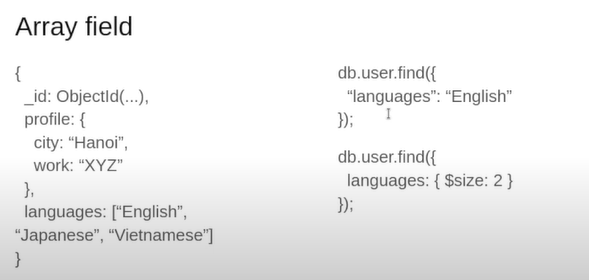 Array field
{
_id: ObjectId(...),
profile: {
city: “Hanoi”,
work: “XYZ”
},
languages: [“English”,
“Japanese”, “Vietnamese”]
}
db.user.find({
“languages”: “English”
});
db.user.find({
languages: { $size: 2 }
});